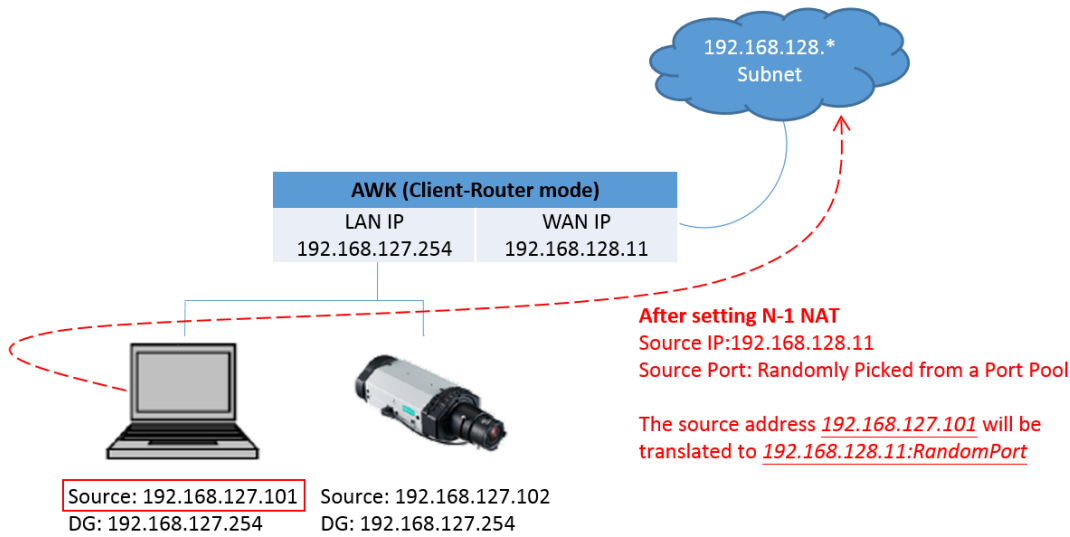 192.168.128.*
Subnet
AWK (Client-Router mode)
LAN IP
192.168.127.254
WAN IP
192.168.128.11
After setting N-1 NAT
Source IP:192.168.128.11
Source Port: Randomly Picked from a Port Pool
The source address 192.168.127.101 will be
translated to 192.168.128.11:RandomPort
Source: 192.168.127.101
DG: 192.168.127.254
Source: 192.168.127.102
DG: 192.168.127.254